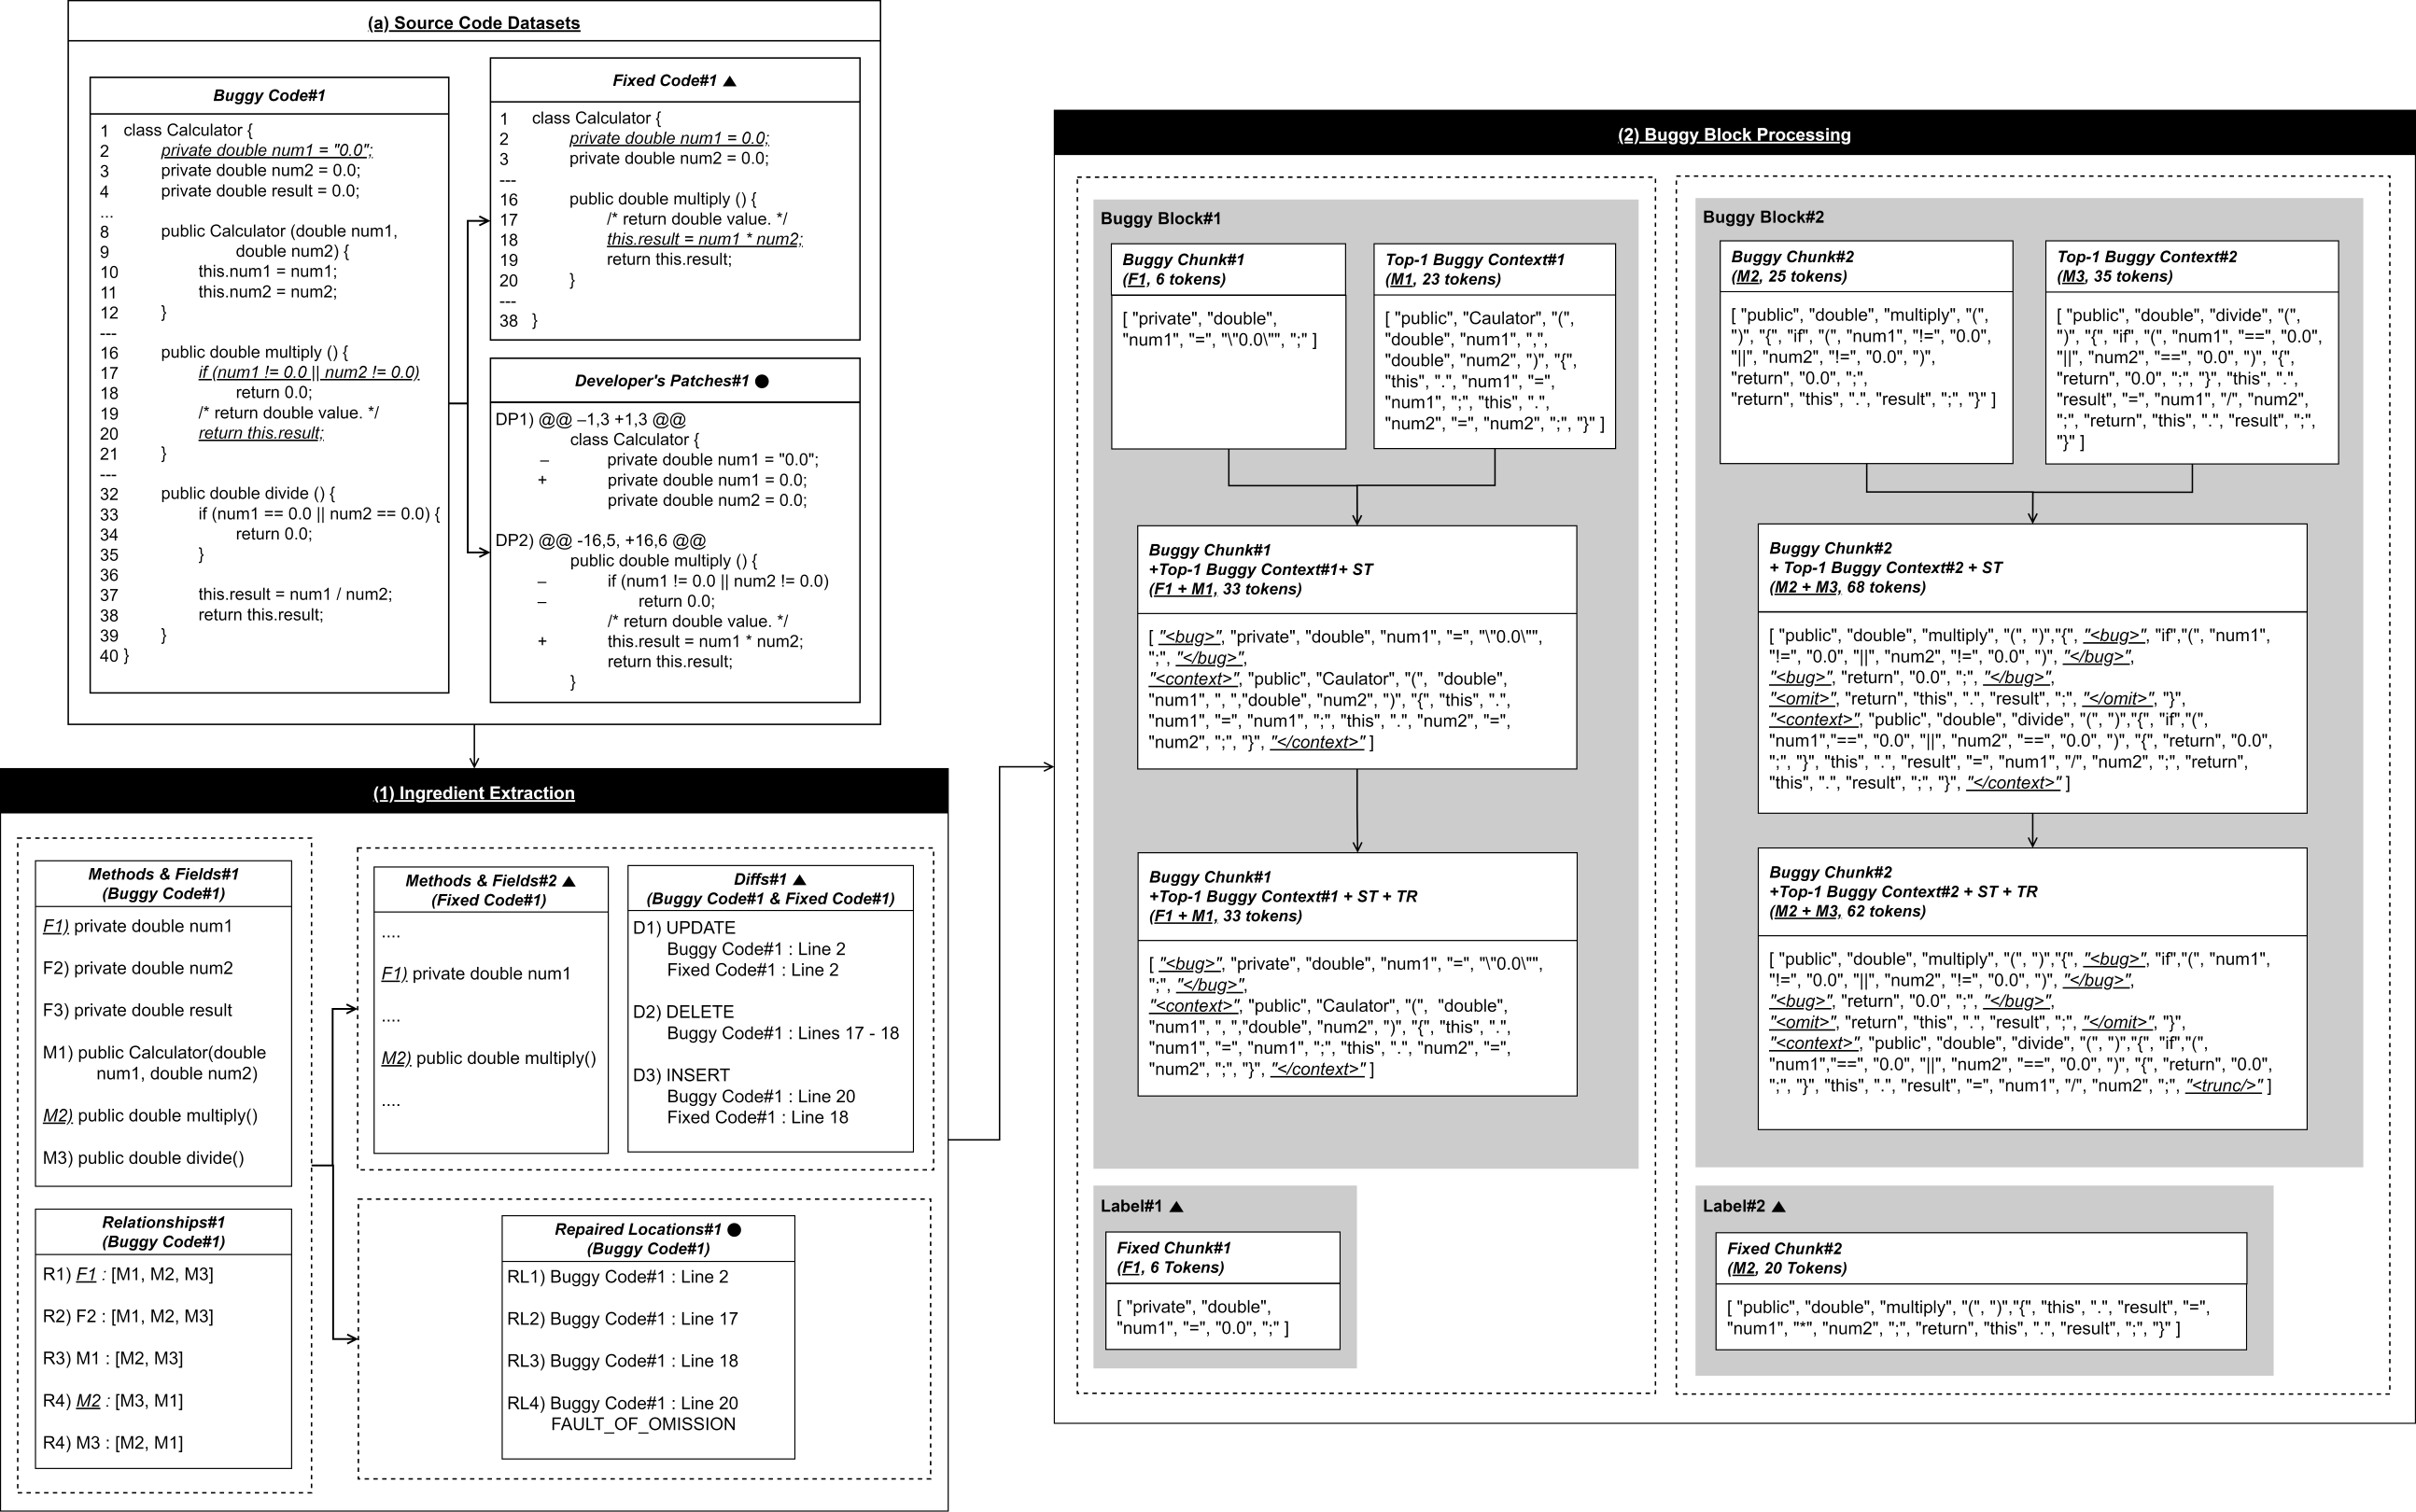 (a) Source Code Datasets
Buggy Code#1
1 class Calculator {
2 private double num1 = "0.0";
3 private double num2 = 0.0;
4 private double result = 0.0;
...
8 public Calculator (double num1,
9 double num2) {
10 this.num1 = num1;
11 this.num2 = num2;
12 }
---
16 public double multiply () {
17 if (num1 != 0.0 || num2 != 0.0)
18 return 0.0;
19 /* return double value. */
20 return this.result;
21 }
---
32 public double divide () {
33 if (num1 == 0.0 || num2 == 0.0) {
34 return 0.0;
35 }
36
37 this.result = num1 / num2;
38 return this.result;
39 }
40 }
Fixed Code#1 ▲
1 class Calculator {
2 private double num1 = 0.0;
3 private double num2 = 0.0;
---
16 public double multiply () {
17 /* return double value. */
18 this.result = num1 * num2;
19 return this.result;
20 }
---
38 }
Developer's Patches#1 ●
DP1) @@ –1,3 +1,3 @@
class Calculator {
– private double num1 = "0.0";
+ private double num1 = 0.0;
private double num2 = 0.0;
DP2) @@ -16,5, +16,6 @@
public double multiply () {
– if (num1 != 0.0 || num2 != 0.0)
– return 0.0;
/* return double value. */
+ this.result = num1 * num2;
return this.result;
}
(1) Ingredient Extraction
Methods & Fields#1
(Buggy Code#1)
F1) private double num1
F2) private double num2
F3) private double result
M1) public Calculator(double
num1, double num2)
M2) public double multiply()
M3) public double divide()
Relationships#1
(Buggy Code#1)
R1) F1 : [M1, M2, M3]
R2) F2 : [M1, M2, M3]
R3) M1 : [M2, M3]
R4) M2 : [M3, M1]
R4) M3 : [M2, M1]
Methods & Fields#2 ▲
(Fixed Code#1)
....
F1) private double num1
....
M2) public double multiply()
....
Diffs#1 ▲
(Buggy Code#1 & Fixed Code#1)
D1) UPDATE
Buggy Code#1 : Line 2
Fixed Code#1 : Line 2
D2) DELETE
Buggy Code#1 : Lines 17 - 18
D3) INSERT
Buggy Code#1 : Line 20
Fixed Code#1 : Line 18
Repaired Locations#1 ●
(Buggy Code#1)
RL1) Buggy Code#1 : Line 2
RL2) Buggy Code#1 : Line 17
RL3) Buggy Code#1 : Line 18
RL4) Buggy Code#1 : Line 20
FAULT_OF_OMISSION
(2) Buggy Block Processing
Buggy Block#1
Buggy Chunk#1
(F1, 6 tokens)
[ "private", "double",
"num1", "=", "\"0.0\"", ";" ]
Top-1 Buggy Context#1
(M1, 23 tokens)
[ "public", "Caulator", "(",
"double", "num1", ",",
"double", "num2", ")", "{",
"this", ".", "num1", "=",
"num1", ";", "this", ".",
"num2", "=", "num2", ";", "}" ]
Buggy Chunk#1
+Top-1 Buggy Context#1+ ST
(F1 + M1, 33 tokens)
[ "<bug>", "private", "double", "num1", "=", "\"0.0\"",
";", "</bug>",
"<context>", "public", "Caulator", "(", "double",
"num1", ",","double", "num2", ")", "{", "this", ".",
"num1", "=", "num1", ";", "this", ".", "num2", "=",
"num2", ";", "}", "</context>" ]
Buggy Chunk#1
+Top-1 Buggy Context#1 + ST + TR
(F1 + M1, 33 tokens)
[ "<bug>", "private", "double", "num1", "=", "\"0.0\"",
";", "</bug>",
"<context>", "public", "Caulator", "(", "double",
"num1", ", ","double", "num2", ")", "{", "this", ".",
"num1", "=", "num1", ";", "this", ".", "num2", "=",
"num2", ";", "}", "</context>" ]
Label#1 ▲
Fixed Chunk#1
(F1, 6 Tokens)
[ "private", "double",
"num1", "=", "0.0", ";" ]
Buggy Block#2
Buggy Chunk#2
(M2, 25 tokens)
[ "public", "double", "multiply", "(",
")", "{", "if", "(", "num1", "!=", "0.0",
"||", "num2", "!=", "0.0", ")",
"return", "0.0", ";",
"return", "this", ".", "result", ";", "}" ]
Top-1 Buggy Context#2
(M3, 35 tokens)
[ "public", "double", "divide", "(",
")", "{", "if", "(", "num1", "==", "0.0",
"||", "num2", "==", "0.0", ")", "{",
"return", "0.0", ";", "}", "this", ".",
"result", "=", "num1", "/", "num2",
";", "return", "this", ".", "result", ";",
"}" ]
Buggy Chunk#2
+ Top-1 Buggy Context#2 + ST
(M2 + M3, 68 tokens)
[ "public", "double", "multiply", "(", ")","{", "<bug>", "if","(", "num1",
"!=", "0.0", "||", "num2", "!=", "0.0", ")", "</bug>",
"<bug>", "return", "0.0", ";", "</bug>",
"<omit>", "return", "this", ".", "result", ";", "</omit>", "}",
"<context>", "public", "double", "divide", "(", ")","{", "if","(",
"num1","==", "0.0", "||", "num2", "==", "0.0", ")", "{", "return", "0.0",
";", "}", "this", ".", "result", "=", "num1", "/", "num2", ";", "return",
"this", ".", "result", ";", "}", "</context>" ]
Buggy Chunk#2
+Top-1 Buggy Context#2 + ST + TR
(M2 + M3, 62 tokens)
[ "public", "double", "multiply", "(", ")","{", "<bug>", "if","(", "num1",
"!=", "0.0", "||", "num2", "!=", "0.0", ")", "</bug>",
"<bug>", "return", "0.0", ";", "</bug>",
"<omit>", "return", "this", ".", "result", ";", "</omit>", "}",
"<context>", "public", "double", "divide", "(", ")","{", "if","(",
"num1","==", "0.0", "||", "num2", "==", "0.0", ")", "{", "return", "0.0"
";", "}", "this", ".", "result", "=", "num1", "/", "num2", ";", "<trunc/>" ]
Label#2 ▲
Fixed Chunk#2
(M2, 20 Tokens)
[ "public", "double", "multiply", "(", ")","{", "this", ".", "result", "=",
"num1", "*", "num2", ";", "return", "this", ".", "result", ";", "}" ]